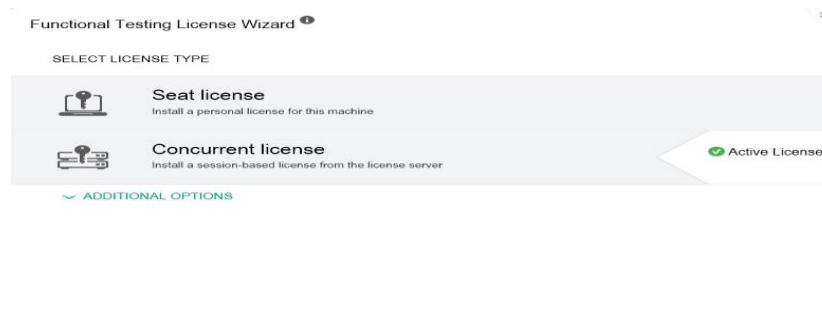 Functional Testing License Wizard
SELECT LICENSE TYPE
Seat license
Install a personal license for this machine
Concurrent license
Install a session-based license from the license server
Active License
ADDITIONAL OPTIONS